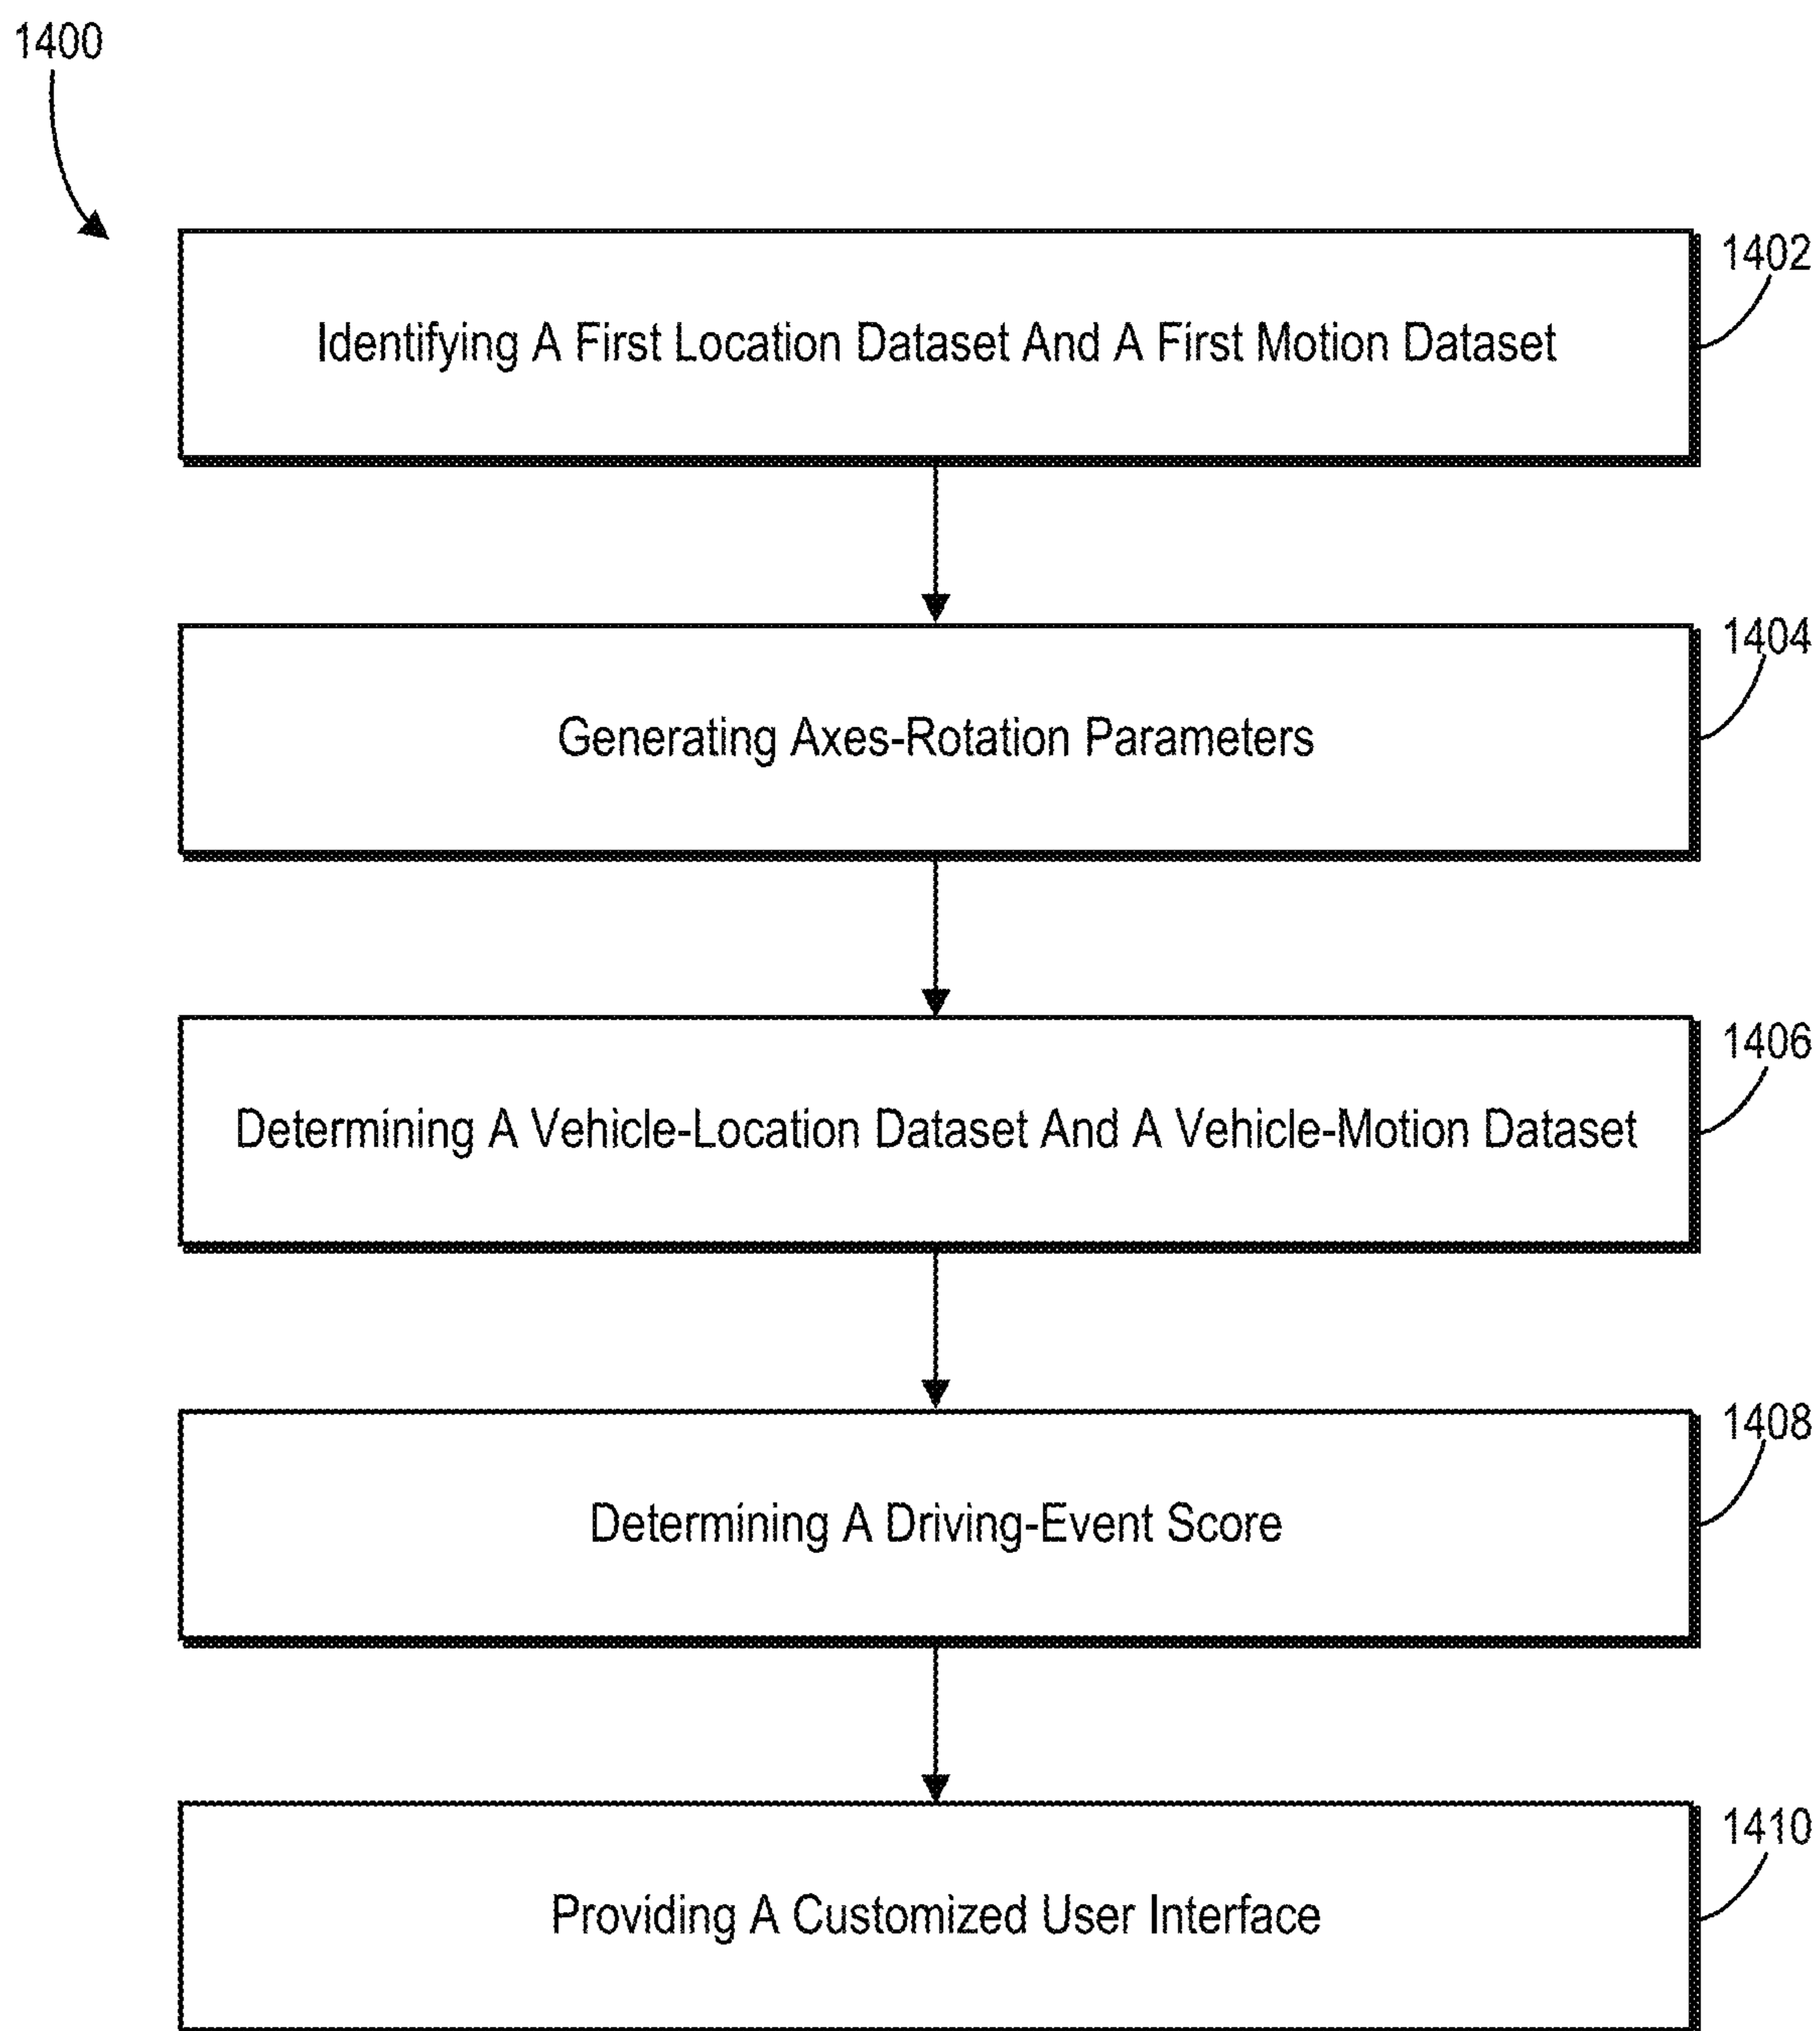 1400
1402
Identifying A First Location Dataset And A First Motion Dataset
1404
Generating Axes-Rotation Parameters
1406
Determining A Vehicle-Location Dataset And A Vehicle-Motion Dataset
1408
Determining A Driving-Event Score
1410
Providing A Customized User Interface